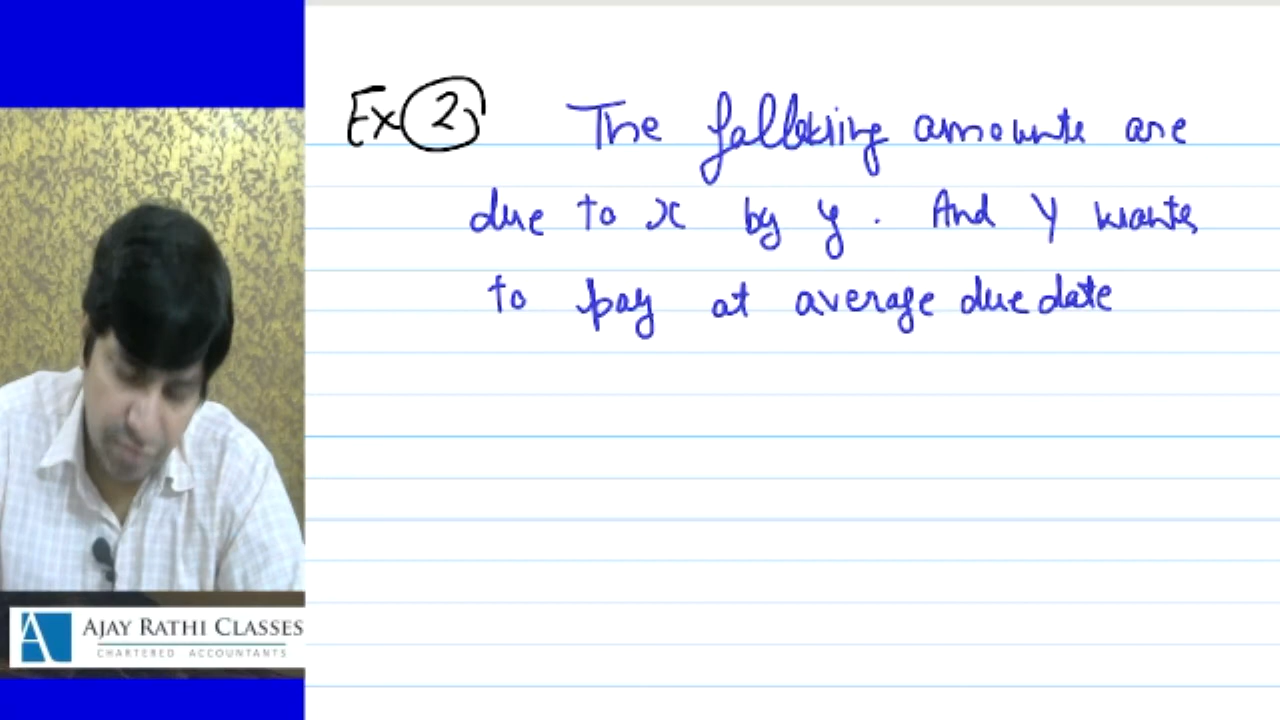 Ex 2) The following amounts are
due to x by y. And Y wants
to pay at average due date
AJAY RATHI CLASSES
CHARTERED ACCOUNTANTS